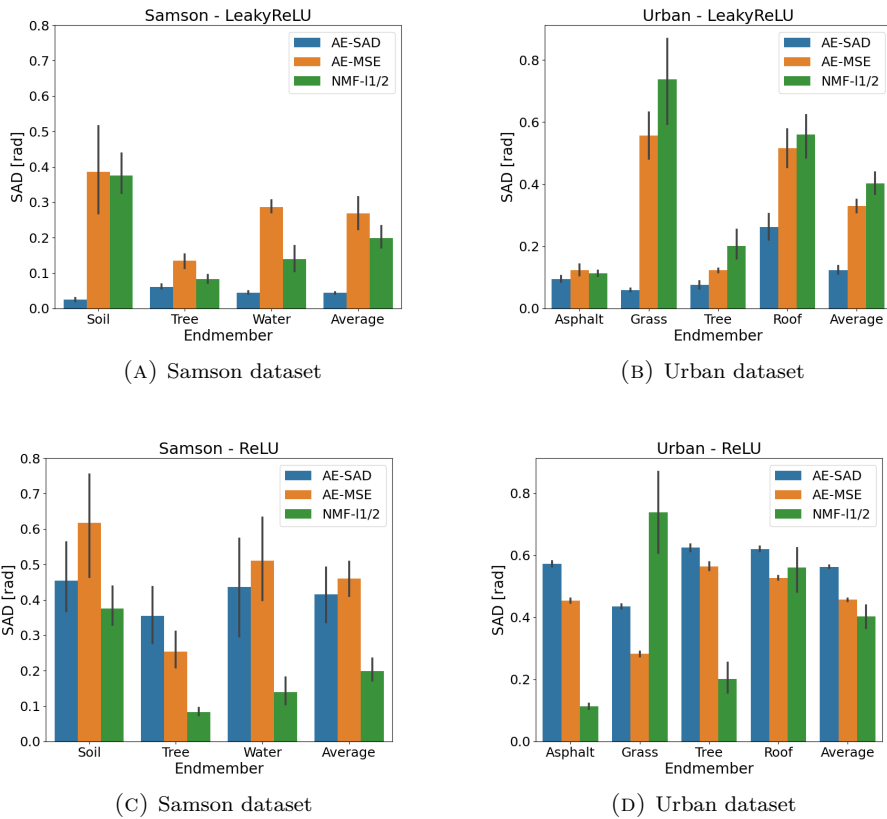 Samson - LeakyReLU
SAD [rad]
0.8
0.7
0.6
0.5
0.4
0.3
0.2
0.1
0.0
AE-SAD
AE-MSE
NMF-l1/2
Soil Tree Water Average
Endmember
(A) Samson dataset
Urban - LeakyReLU
SAD [rad]
0.8
0.6
0.4
0.2
0.0
AE-SAD
AE-MSE
NMF-l1/2
Asphalt Grass Tree Roof Average
Endmember
(B) Urban dataset
Samson - ReLU
SAD [rad]
0.8
0.7
0.6
0.5
0.4
0.3
0.2
0.1
0.0
AE-SAD
AE-MSE
NMF-l1/2
Soil Tree Water Average
Endmember
(C) Samson dataset
Urban - ReLU
SAD [rad]
0.8
0.6
0.4
0.2
0.0
AE-SAD
AE-MSE
NMF-l1/2
Asphalt Grass Tree Roof Average
Endmember
(D) Urban dataset